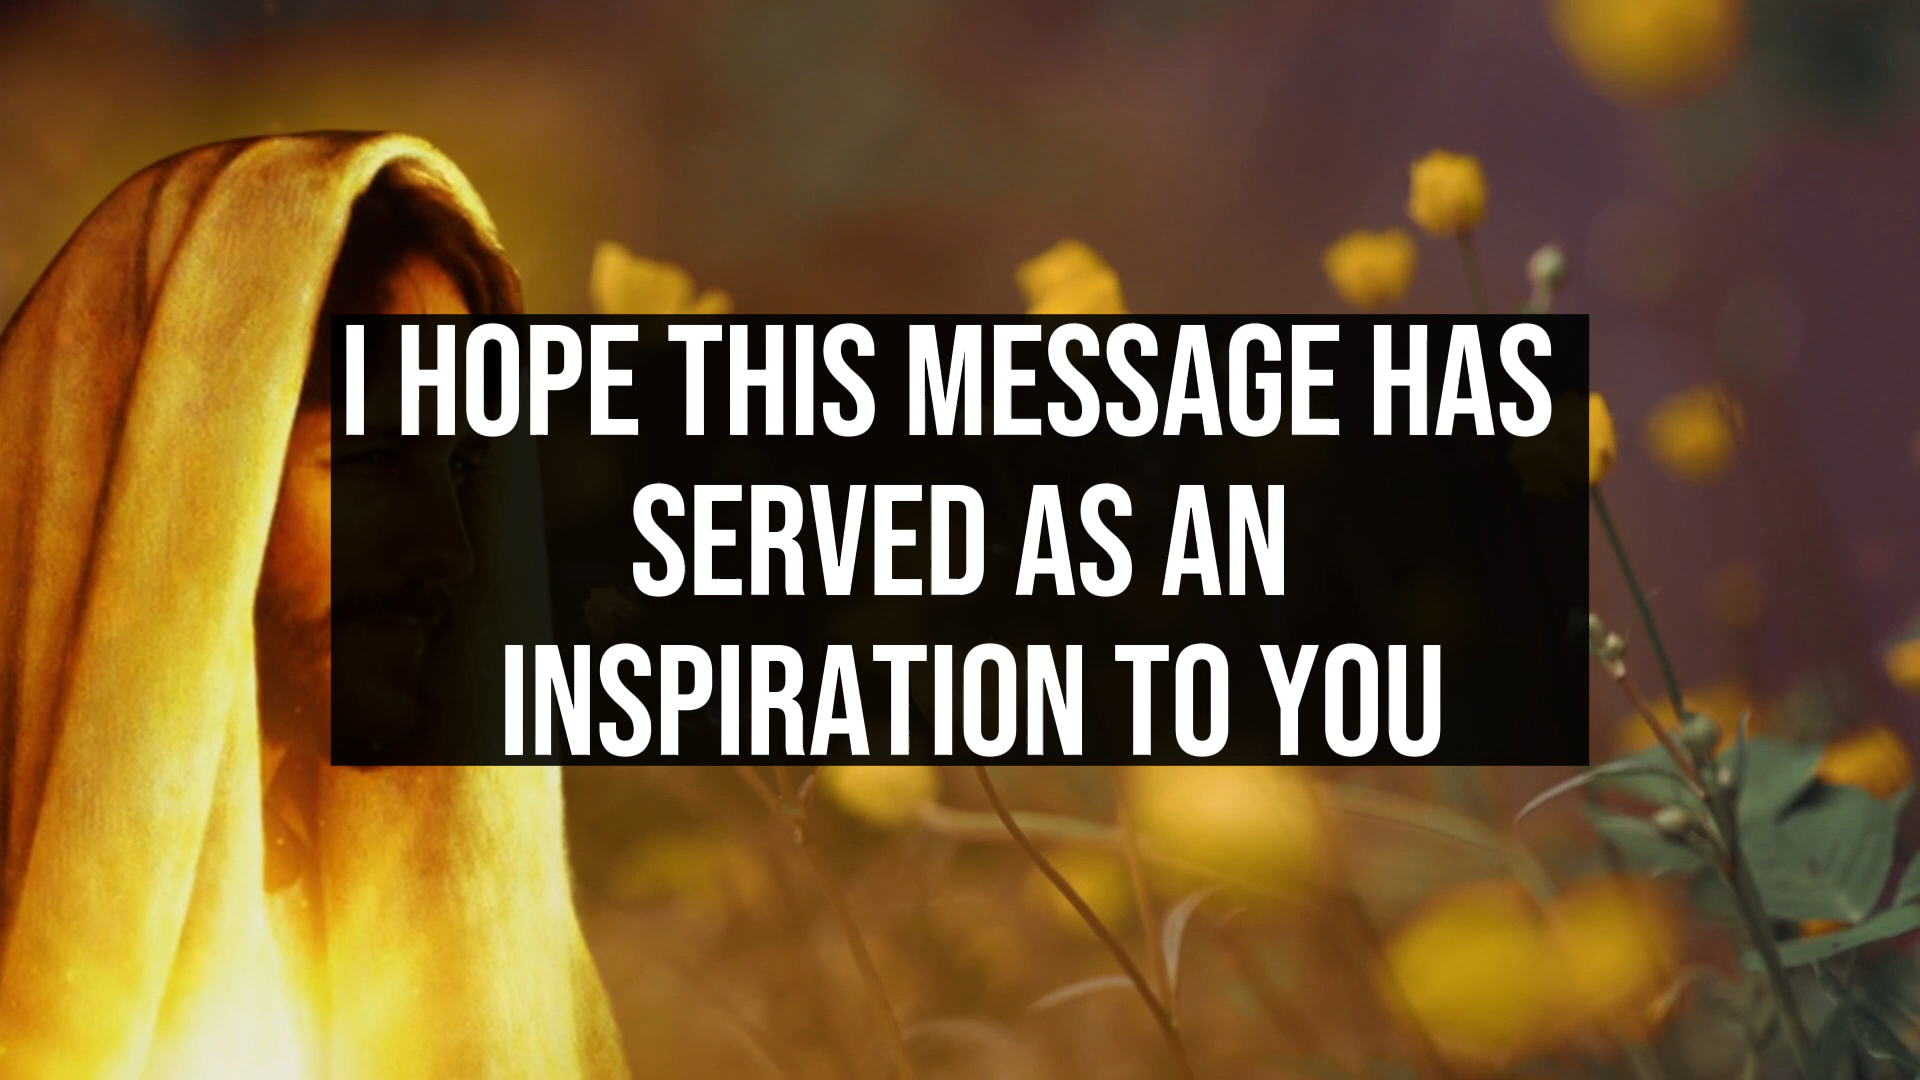 I HOPE THIS MESSAGE HAS
SERVED AS AN
INSPIRATION TO YOU